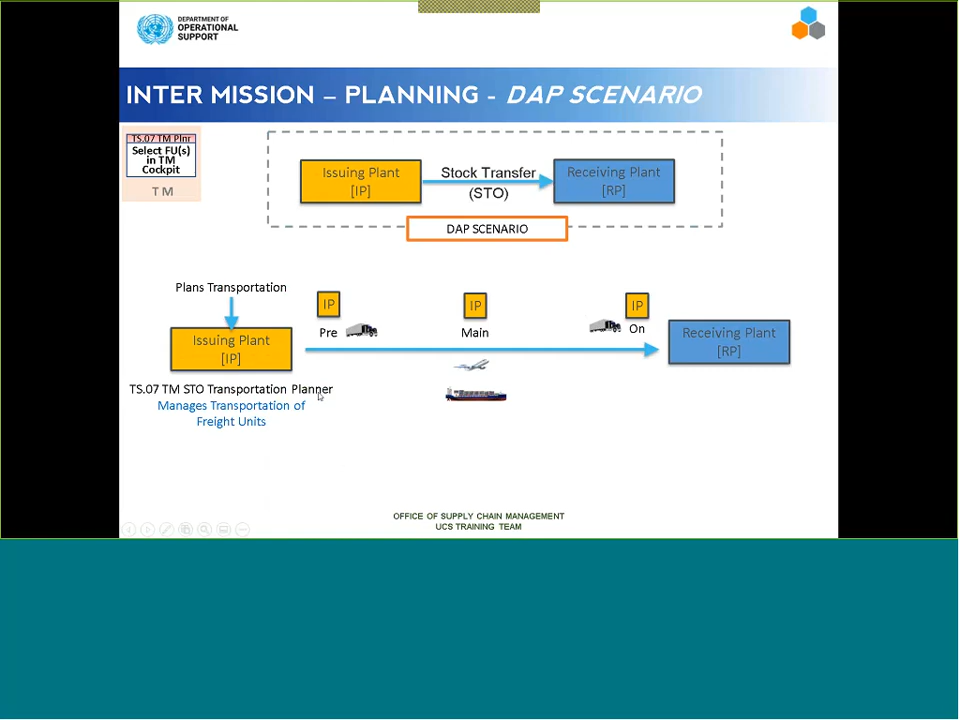 DEPARTMENT OF
OPERATIONAL
SUPPORT
INTER MISSION – PLANNING - DAP SCENARIO
TS.07 TM Plnr
Select FU(s)
in TM
Cockpit
TM
Issuing Plant
[IP]
Stock Transfer
(STO)
Receiving Plant
[RP]
DAP SCENARIO
Plans Transportation
IP
IP
IP
Pre
Main
On
Issuing Plant
[IP]
Receiving Plant
[RP]
TS.07 TM STO Transportation Planner
Manages Transportation of
Freight Units
OFFICE OF SUPPLY CHAIN MANAGEMENT
UCS TRAINING TEAM